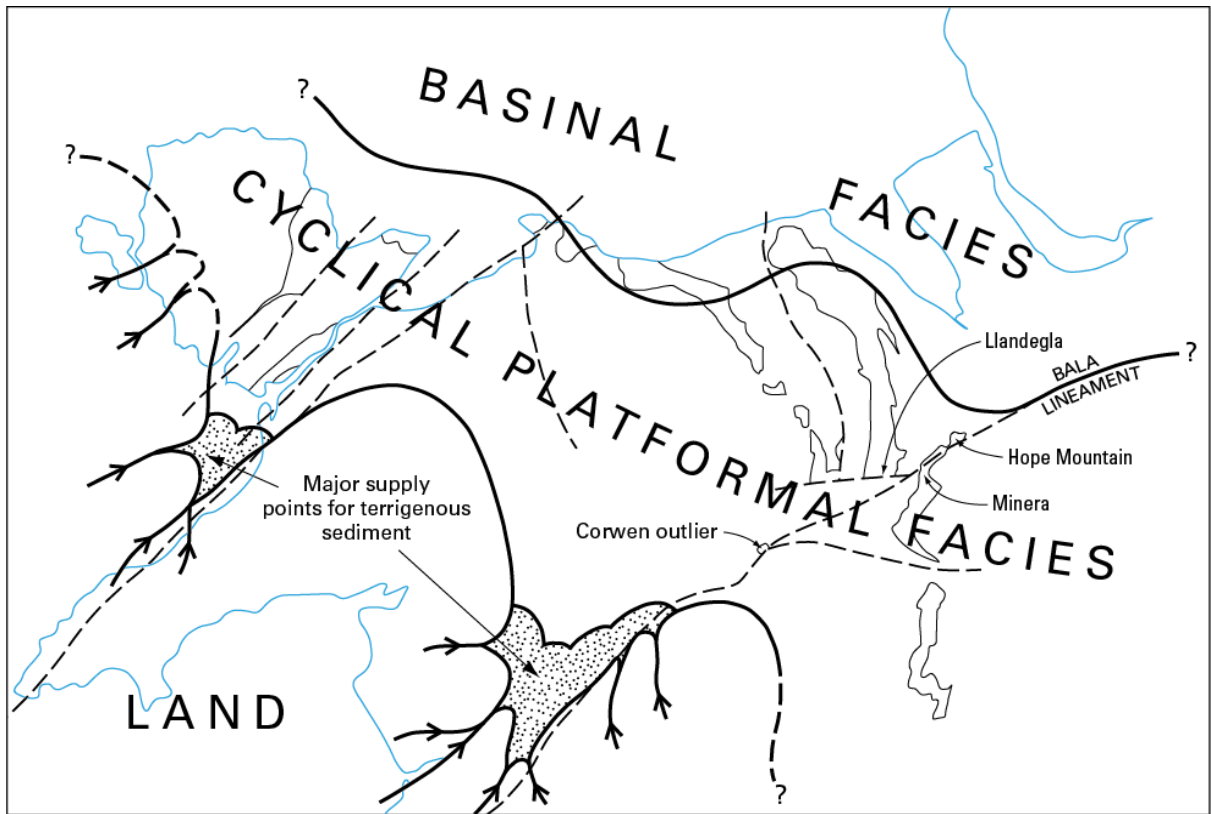 BASINAL
FACIES
?
?
CYCLICAL PLATFORMAL FACIES
Llandegla
BALA
LINEAMENT
?
Hope Mountain
Minera
Major supply
points for terrigenous
sediment
Corwen outlier
LAND
?